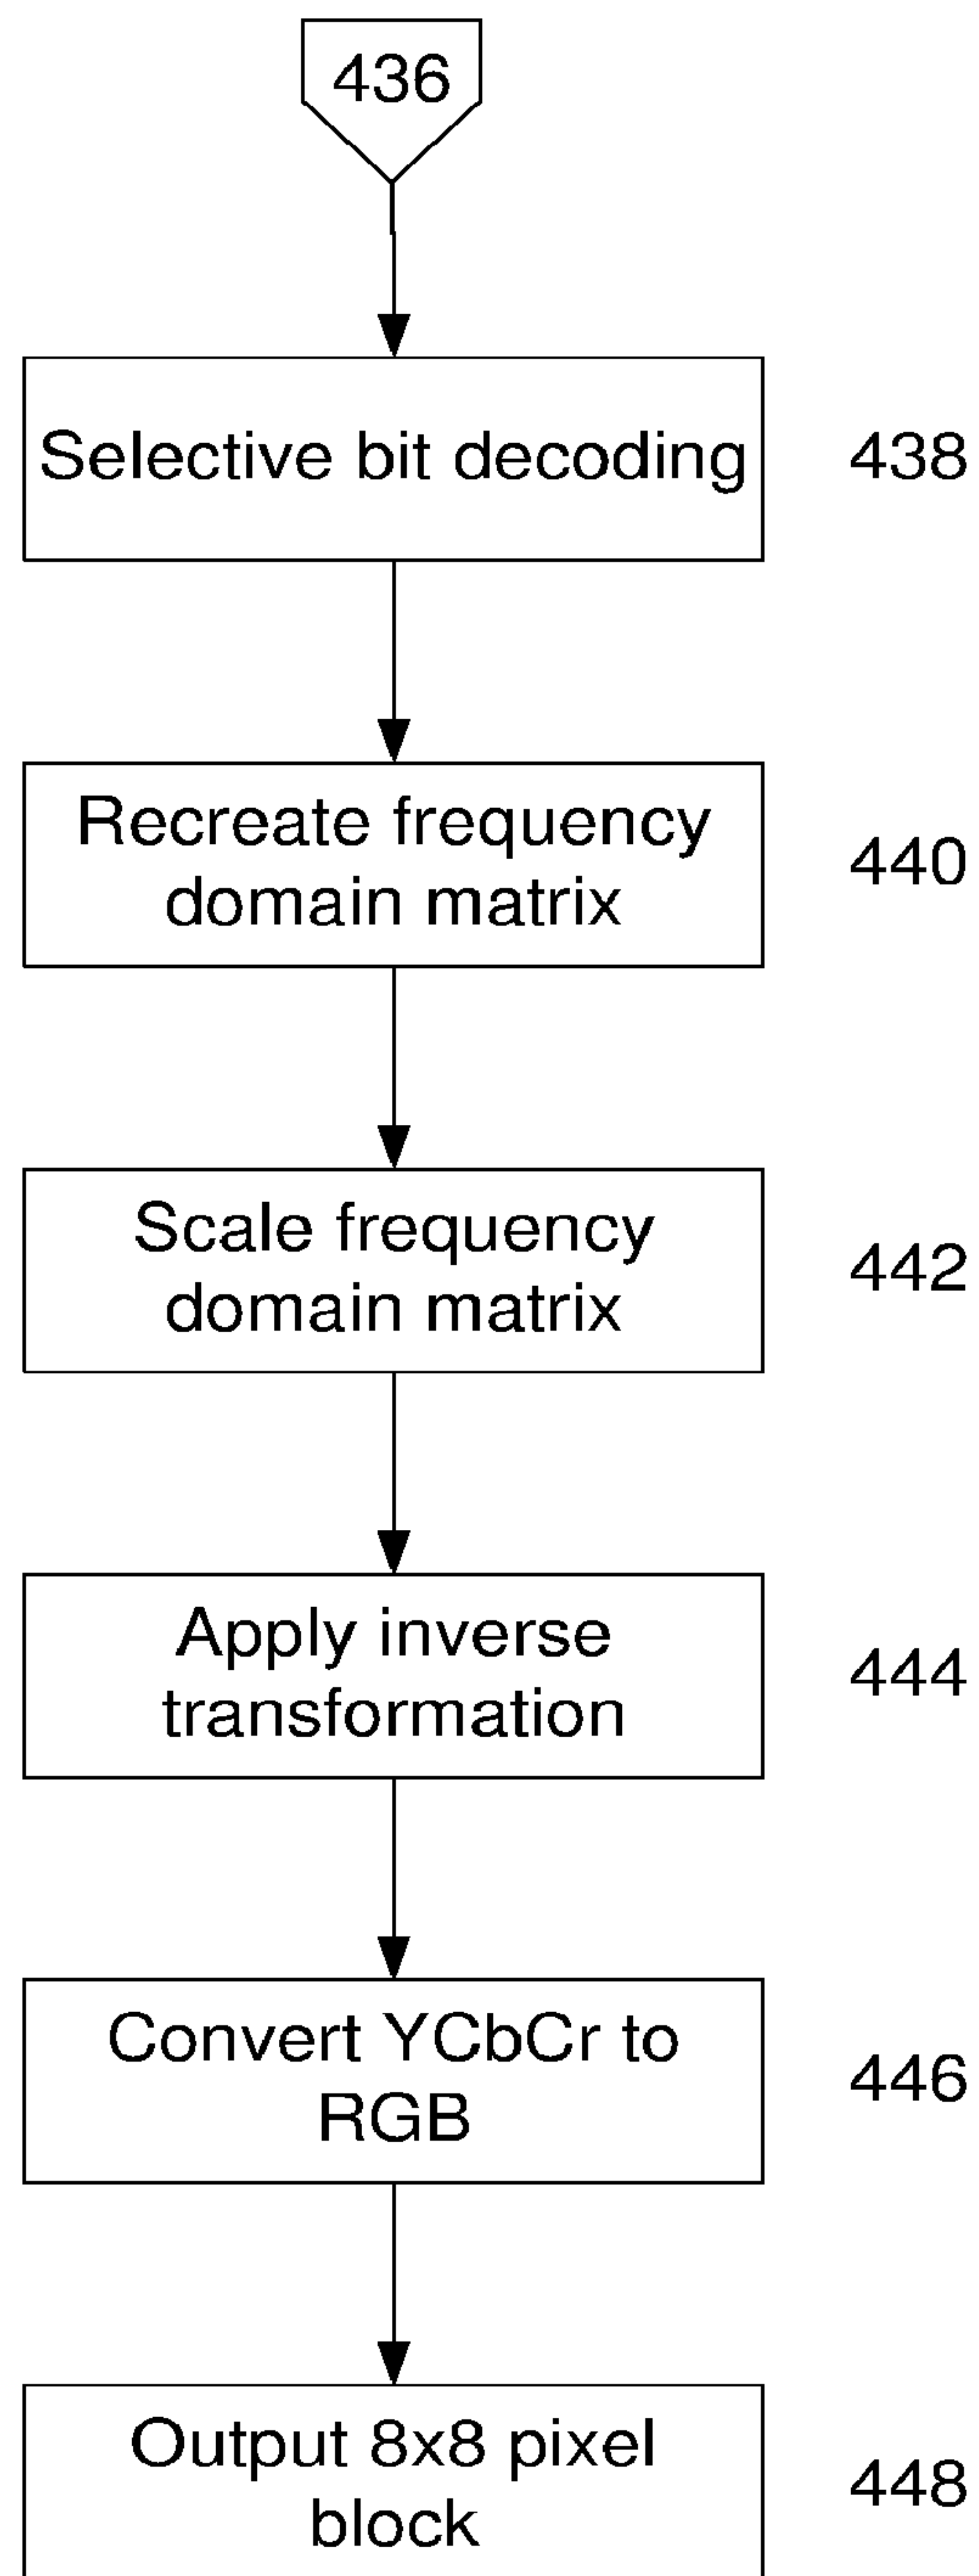 436
Selective bit decoding
438
Recreate frequency
domain matrix
440
Scale frequency
domain matrix
442
Apply inverse
transformation
444
Convert YCbCr to
RGB
446
Output 8x8 pixel
block
448